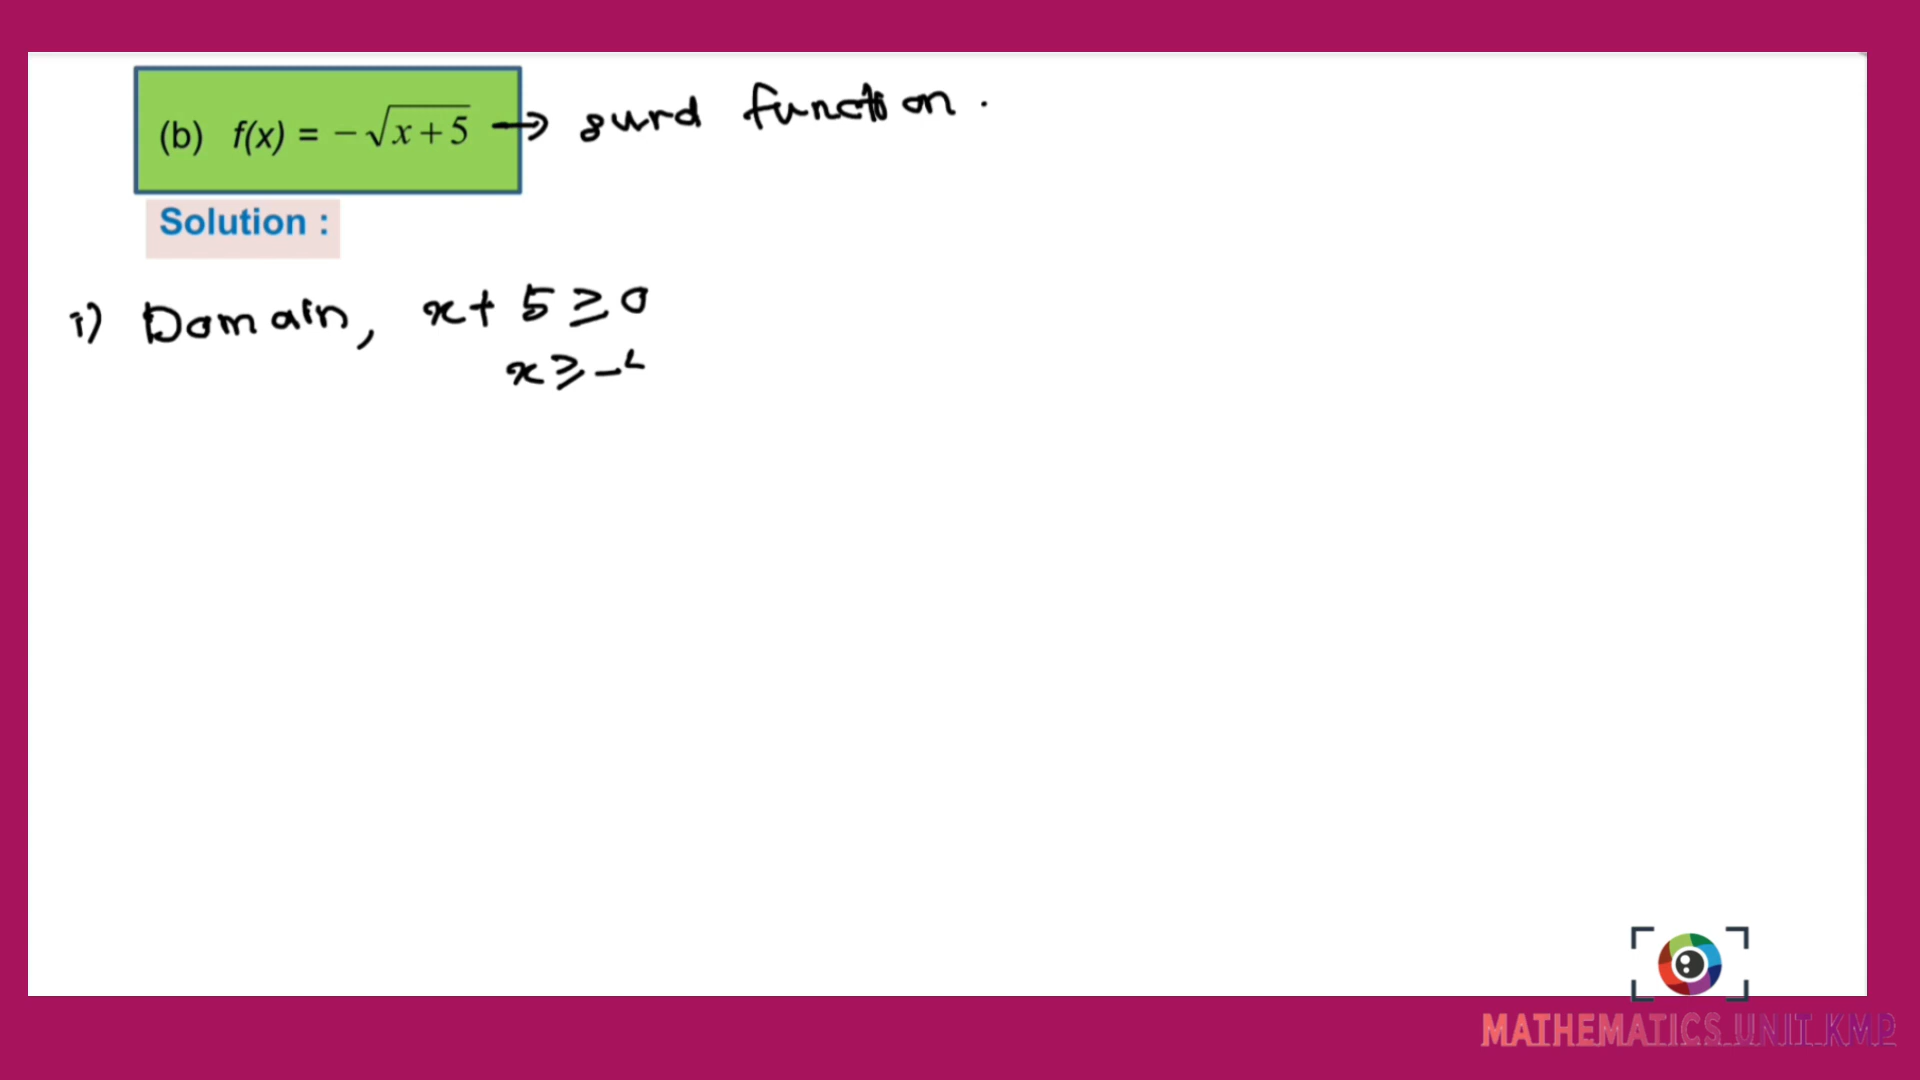 (b) f(x) = −√x + 5 → surd function.
Solution :
i) Domain, x + 5 ≥ 0
x ≥ -
MATHEMATICS UNIT KMP